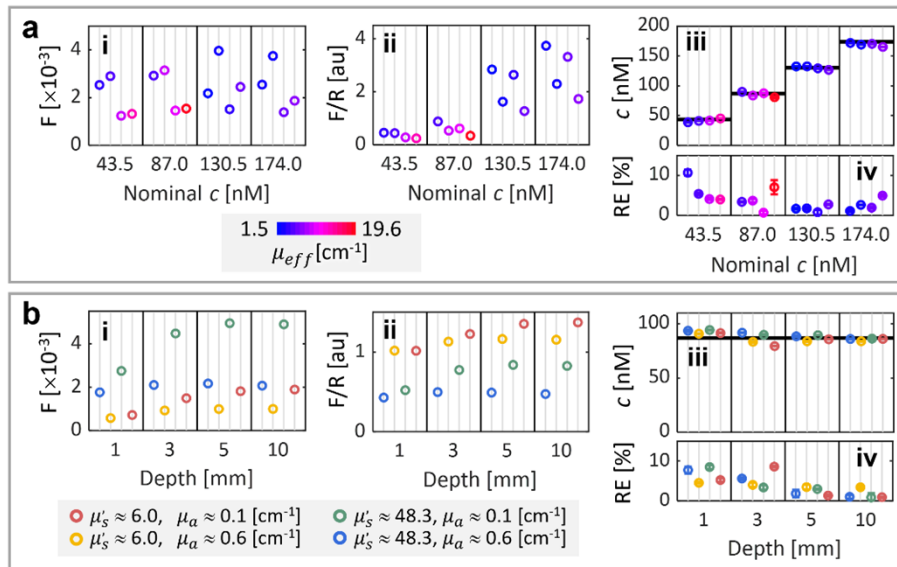 a
i
F [×10⁻³]
4
2
0
43.5 87.0 130.5 174.0
Nominal c [nM]
ii
F/R [au]
4
2
0
43.5 87.0 130.5 174.0
Nominal c [nM]
1.5 19.6
μeff [cm⁻¹]
iii
c [nM]
200
150
100
50
0
iv
RE [%]
10
0
43.5 87.0 130.5 174.0
Nominal c [nM]
b
i
F [×10⁻³]
4
2
0
1 3 5 10
Depth [mm]
ii
F/R [au]
1
0
1 3 5 10
Depth [mm]
iii
c [nM]
100
50
0
iv
RE [%]
10
0
1 3 5 10
Depth [mm]
μ's ≈ 6.0, μa ≈ 0.1 [cm⁻¹]
μ's ≈ 6.0, μa ≈ 0.6 [cm⁻¹]
μ's ≈ 48.3, μa ≈ 0.1 [cm⁻¹]
μ's ≈ 48.3, μa ≈ 0.6 [cm⁻¹]